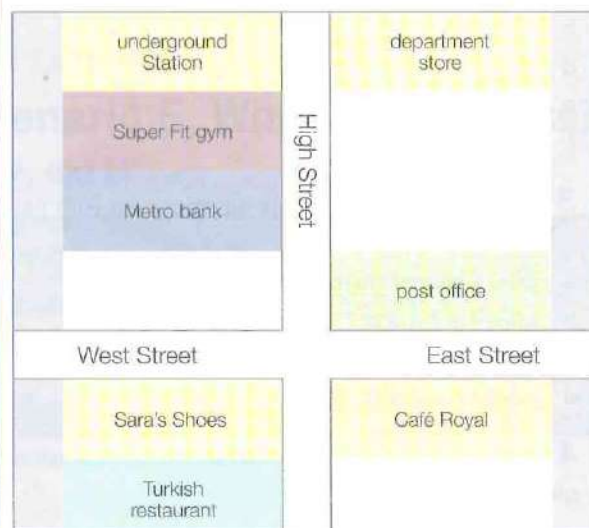 underground
Station
department
store
Super Fit gym
High Street
Metro bank
post office
West Street
East Street
Sara's Shoes
Café Royal
Turkish
restaurant